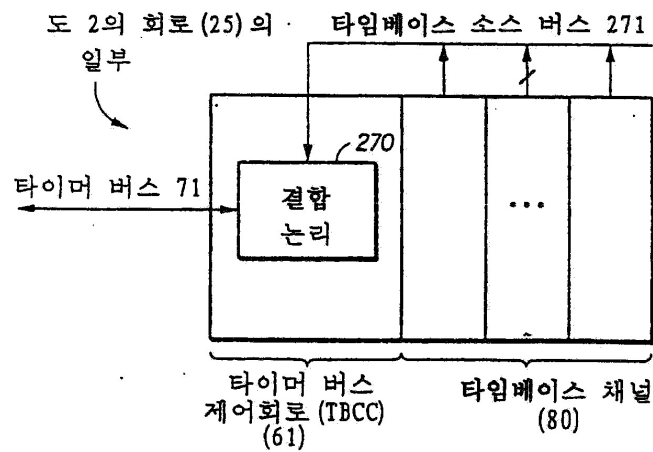 도 2의 회로(25)의
일부
타임베이스 소스 버스 271
270
타이머 버스 71
결합
논리
...
타이머 버스
제어회로(TBCC)
(61)
타임베이스 채널
(80)